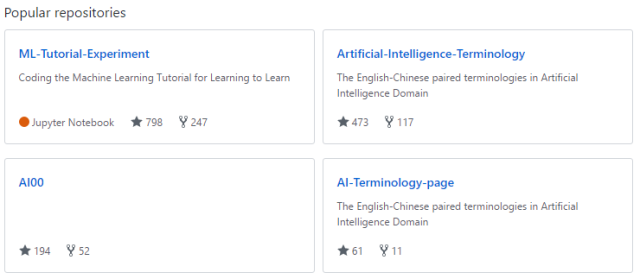 Popular repositories
ML-Tutorial-Experiment
Coding the Machine Learning Tutorial for Learning to Learn
Jupyter Notebook 798 247
Artificial-Intelligence-Terminology
The English-Chinese paired terminologies in Artificial
Intelligence Domain
473 117
AI00
194 52
AI-Terminology-page
The English-Chinese paired terminologies in Artificial
Intelligence Domain
61 11